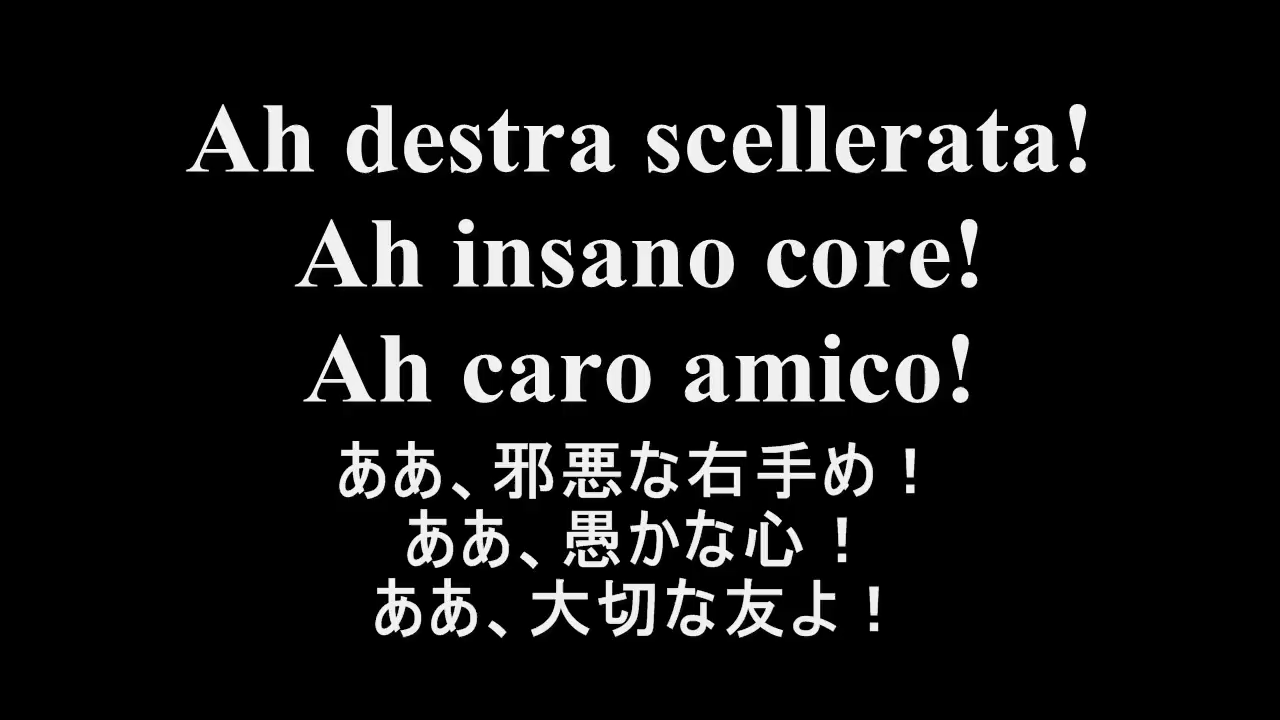 Ah destra scellerata!
Ah insano core!
Ah caro amico!
ああ、邪悪な右手め！
ああ、愚かな心！
ああ、大切な友よ！